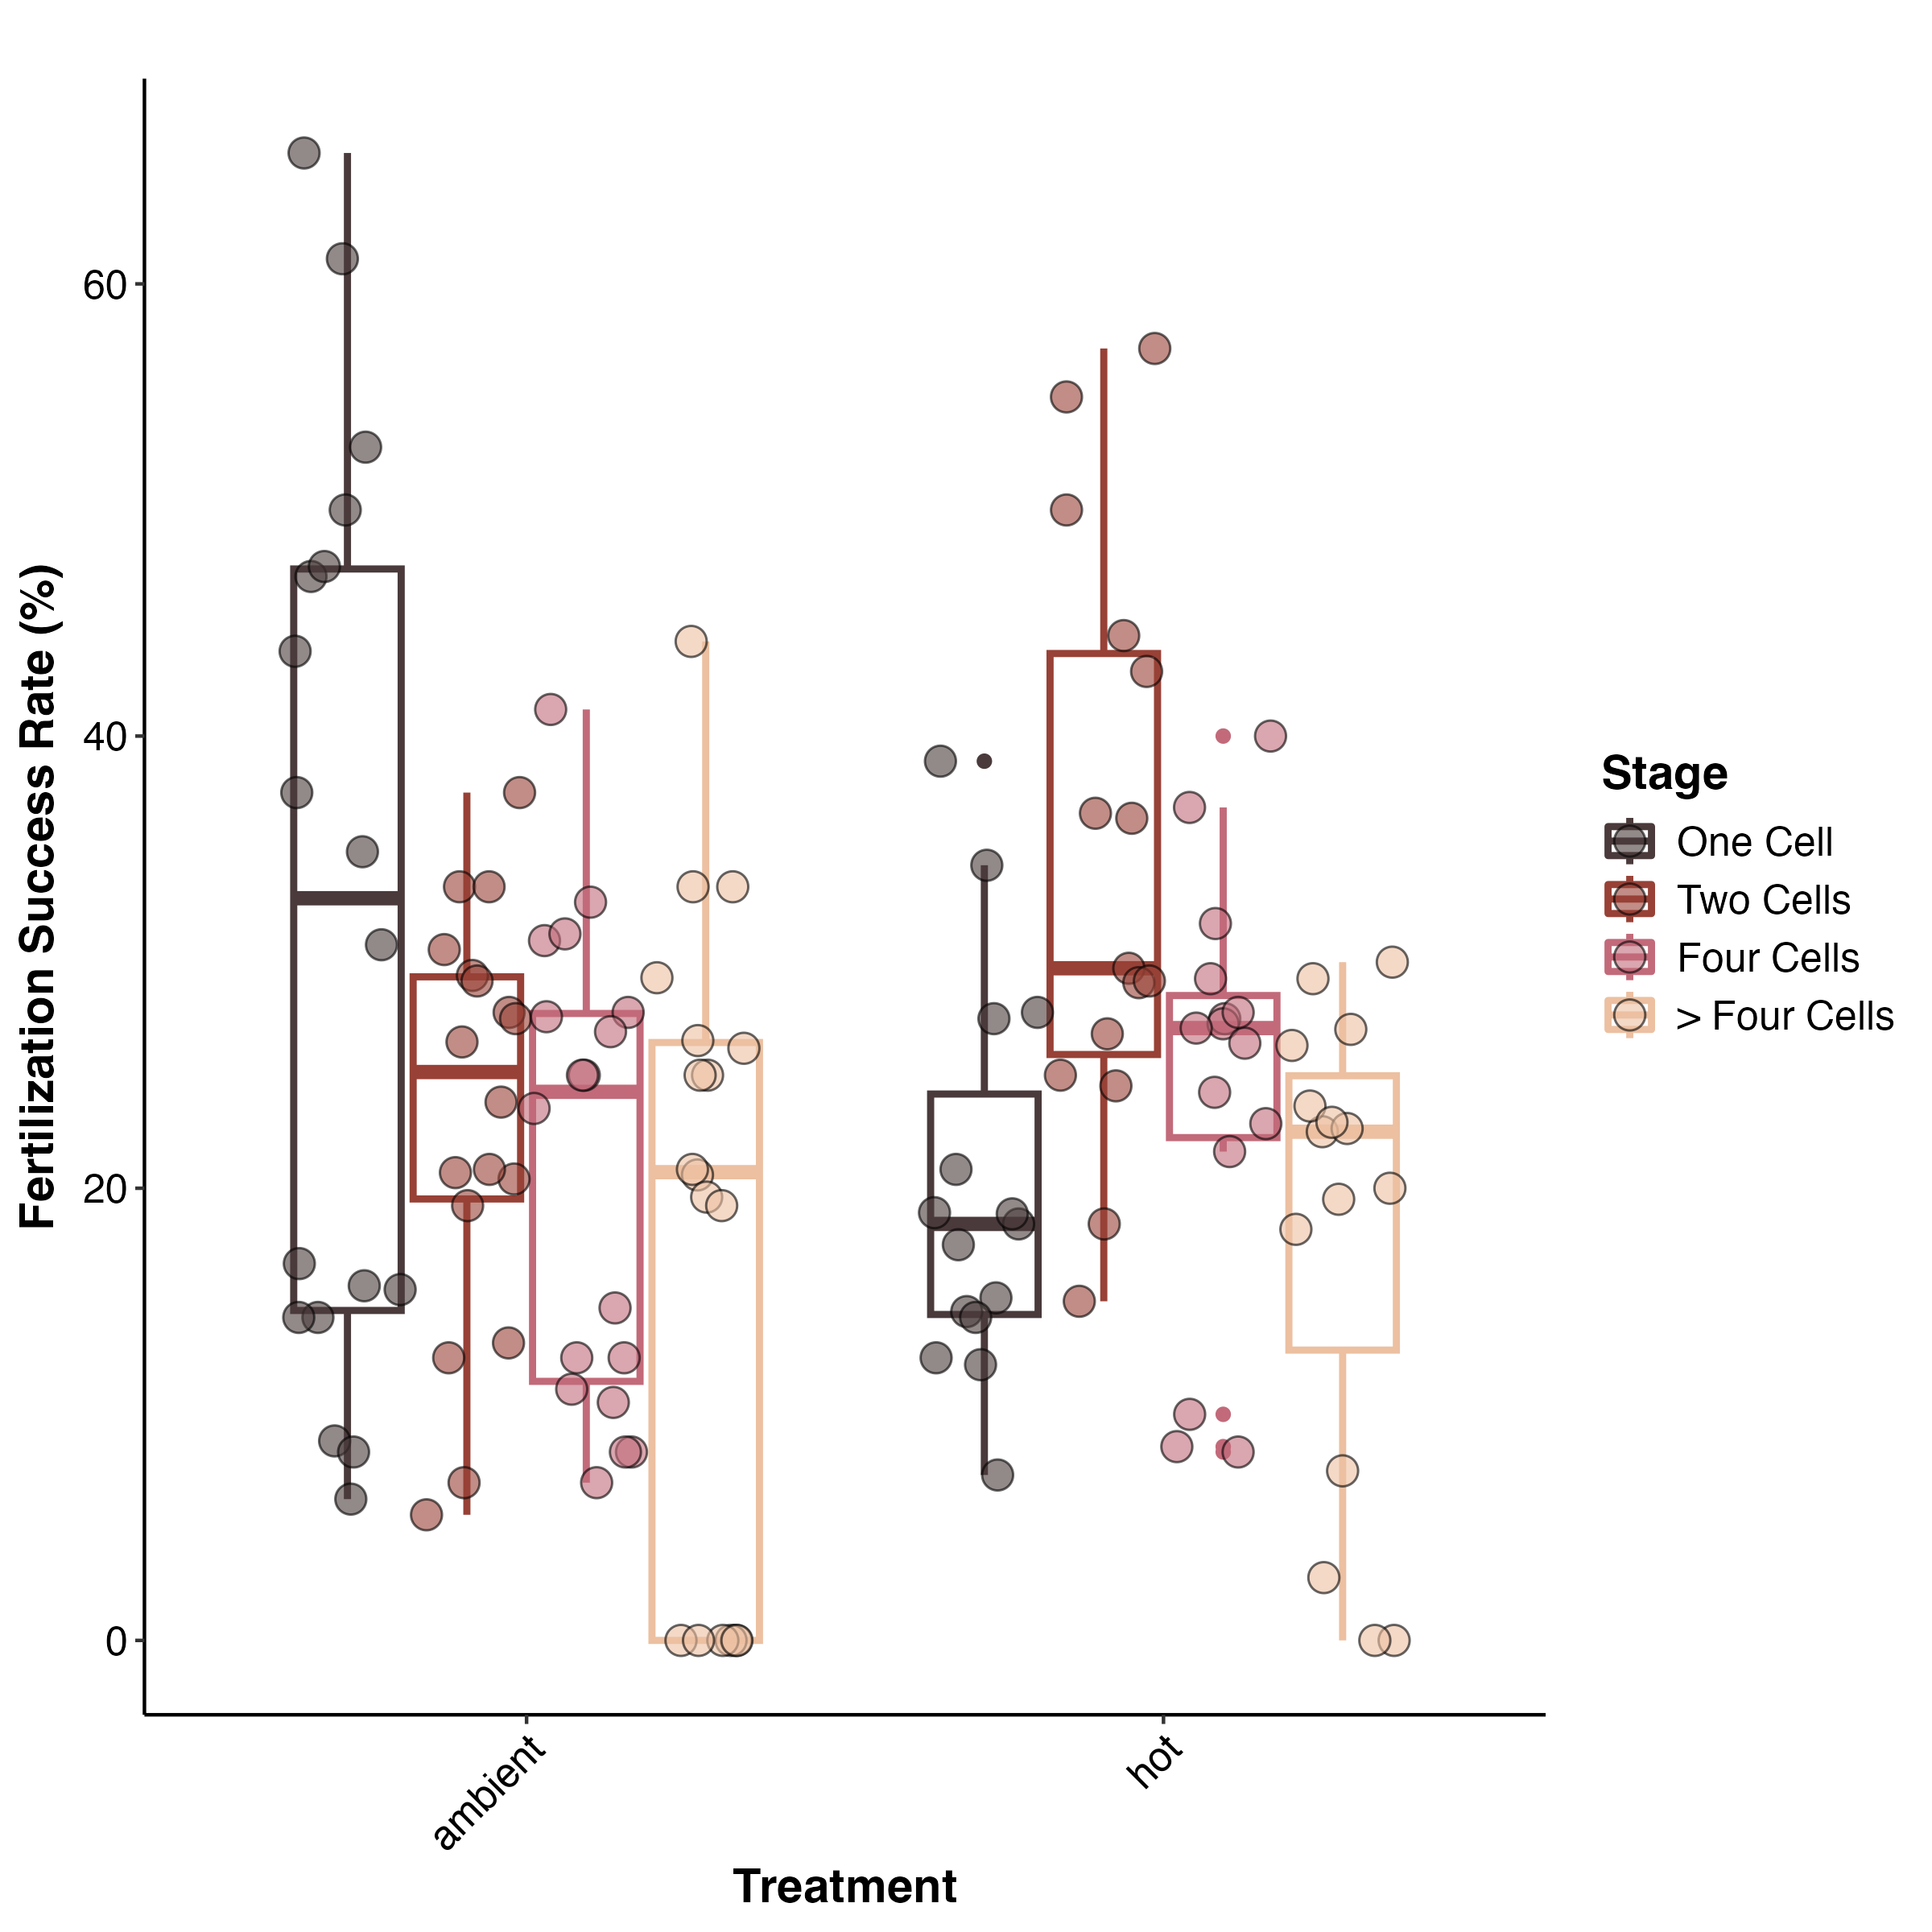 Fertilization Success Rate (%)
60
40
20
0
ambient
hot
Treatment
Stage
One Cell
Two Cells
Four Cells
> Four Cells